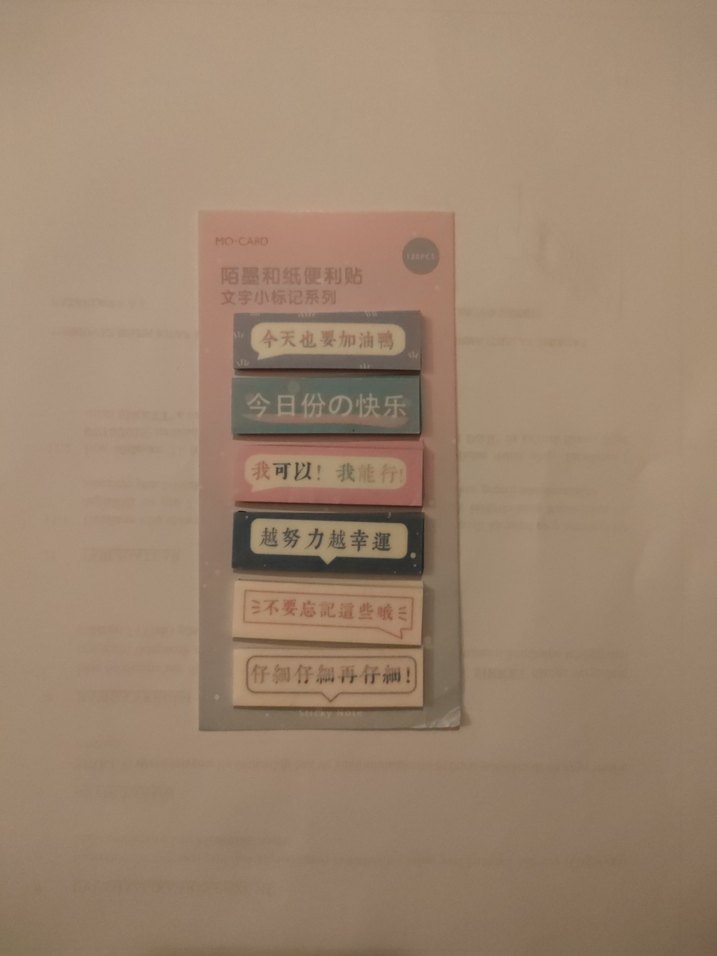 MO·CARD
陌墨和纸便利贴
文字小标记系列
今天也要加油鸭
今日份の快乐
我可以！我能行！
越努力越幸運
不要忘記這些哦
仔細仔細再仔細！
Sticky Note